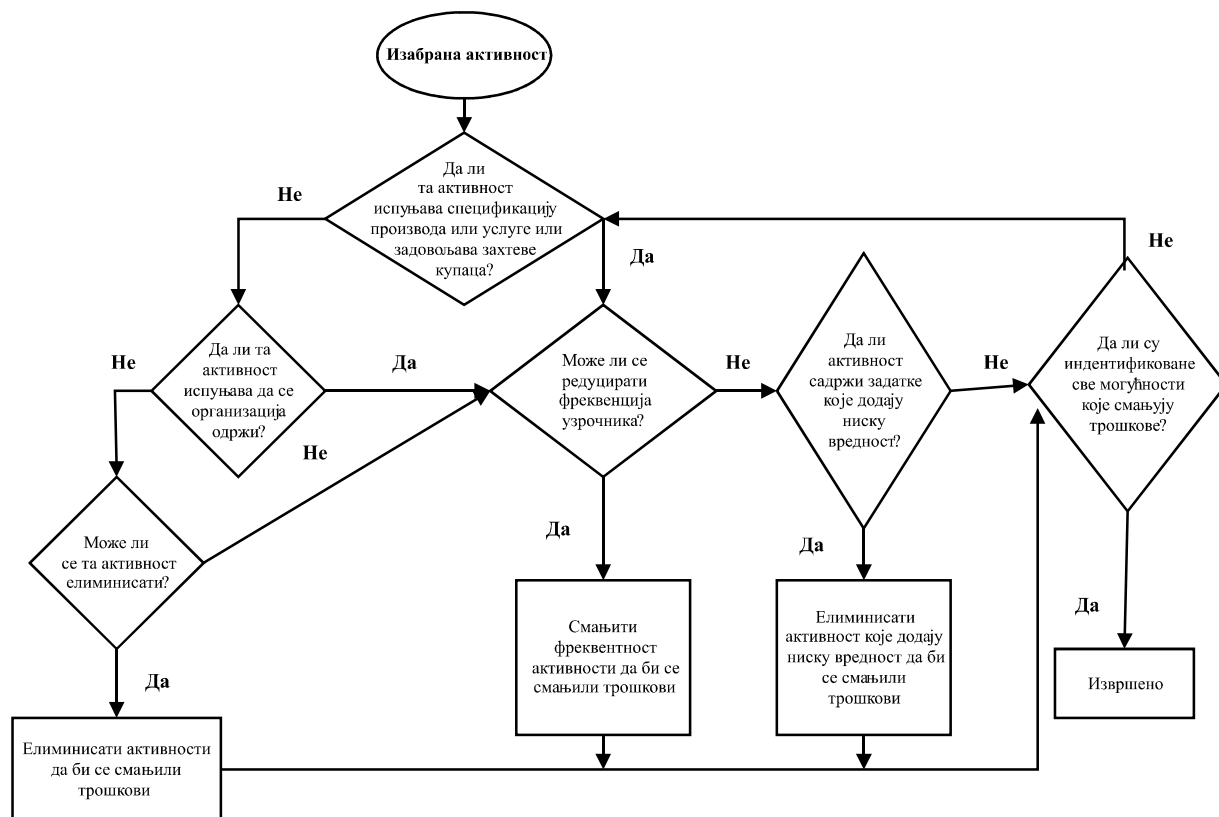 Изабрана активност
Да ли
та активност
испуњава спецификацију
производа или услуге или
задовољава захтеве
купаца?
Не
Да
Не
Да ли та
активност
испуњава да се
организација
одржи?
Не
Да
Може ли се
редуцирати
фреквенција
узрочника?
Не
Да ли
активност
садржи задатке
које додају
ниску
вредност?
Не
Да ли су
индентификоване
све могућности
које смањују
трошкове?
Не
Може ли
се та активност
елиминисати?
Да
Да
Да
Да
Смањити
фреквентност
активности да би се
смањили трошкови
Елиминисати
активност које додају
ниску вредност да би
се смањили
трошкови
Извршено
Елиминисати активности
да би се смањили
трошкови